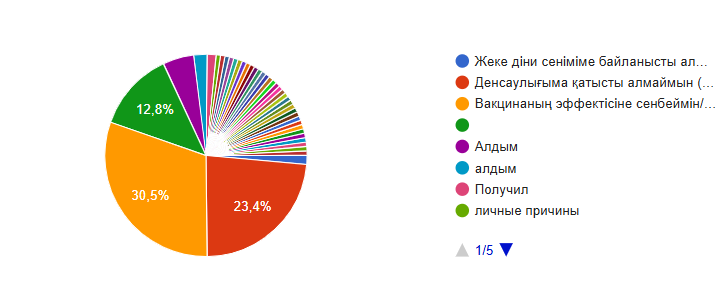 12,8%
30,5%
23,4%
Жеке діни сеніміме байланысты ал...
Денсаулығыма қатысты алмаймын (...
Вакцинаның эффектісіне сенбеймін/...
Алдым
алдым
Получил
личные причины
1/5